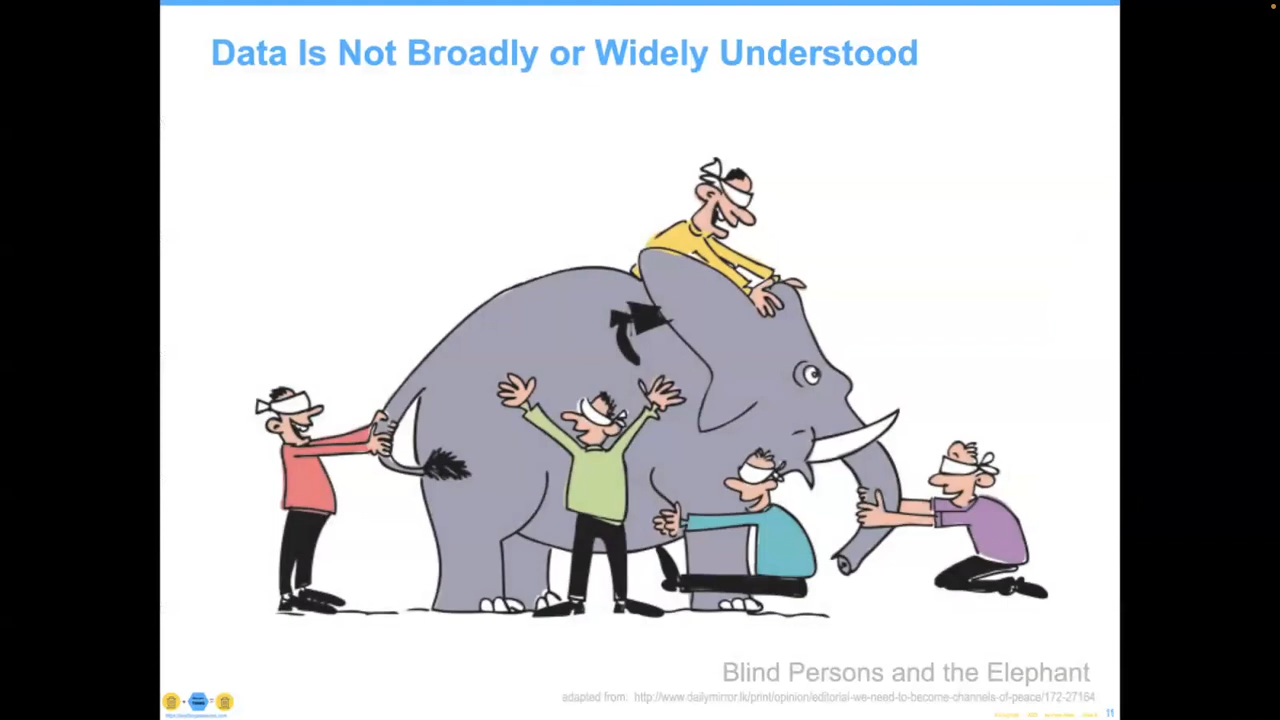 Data Is Not Broadly or Widely Understood
Blind Persons and the Elephant
adapted from: http://www.dailymirror.lk/print/opinion/editorial-we-need-to-become-channels-of-peace/172-27164
11